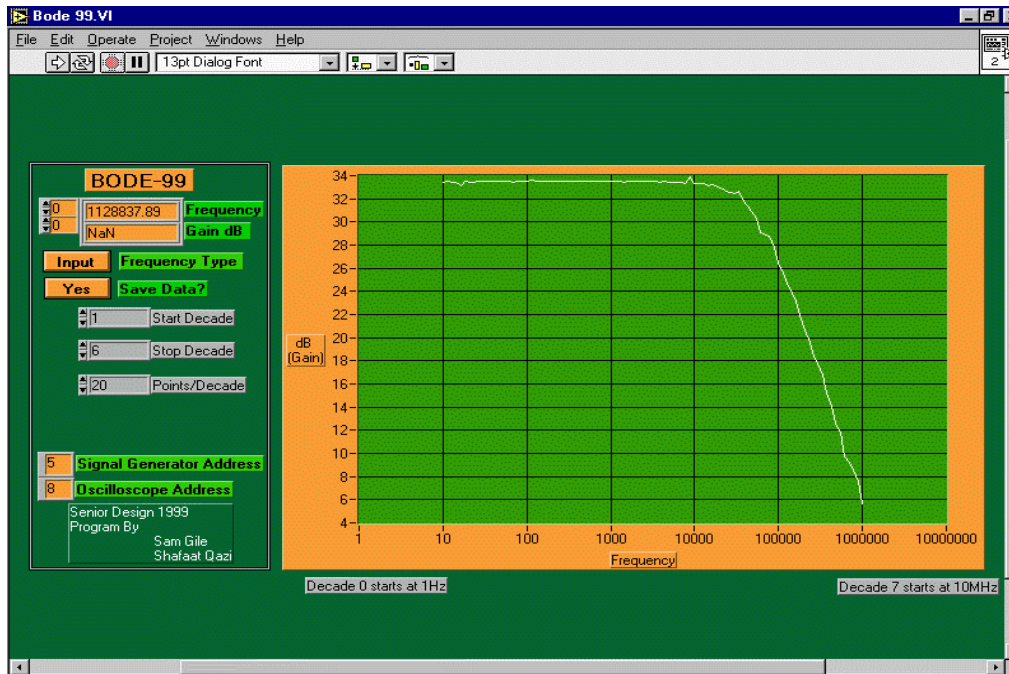 Bode 99.VI
File Edit Operate Project Windows Help
13pt Dialog Font
2
BODE-99
0 1128837.89 Frequency
0 NaN Gain dB
Input Frequency Type
Yes Save Data?
1 Start Decade
6 Stop Decade
20 Points/Decade
5 Signal Generator Address
8 Oscilloscope Address
Senior Design 1999
Program By
Sam Gile
Shafaat Qazi
34
32
30
28
26
24
22
20
18
16
14
12
10
8
6
4
dB
(Gain)
1 10 100 1000 10000 100000 1000000 10000000
Frequency
Decade 0 starts at 1Hz
Decade 7 starts at 10MHz